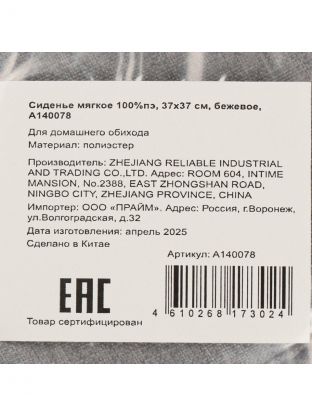 Сиденье мягкое 100%пэ, 37х37 см, бежевое,
А140078
Для домашнего обихода
Материал: полиэстер
Производитель: ZHEJIANG RELIABLE INDUSTRIAL
AND TRADING CO.,LTD. Адрес: ROOM 604, INTIME
MANSION, No.2388, EAST ZHONGSHAN ROAD,
NINGBO CITY, ZHEJIANG PROVINCE, CHINA
Импортер: ООО «ПРАЙМ». Адрес: Россия, г.Воронеж,
ул.Волгоградская, д.32
Дата изготовления: апрель 2025
Сделано в Китае
Артикул: А140078
EAC
Товар сертифицирован
4 610268 173024